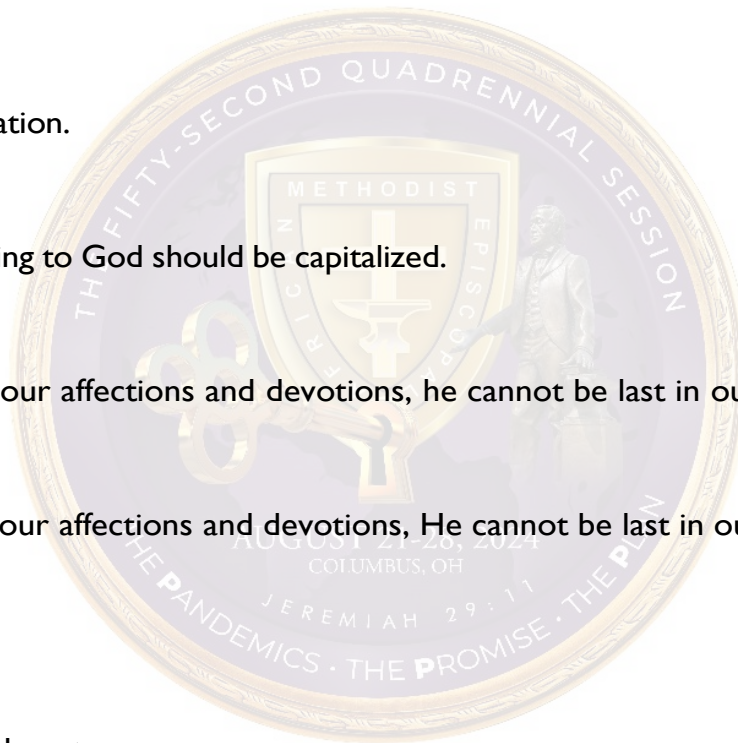 ation.
ing to God should be capitalized.
our affections and devotions, he cannot be last in ou
our affections and devotions, He cannot be last in ou
THE FIFTY-SECOND QUADRENNIAL SESSION
AFRICAN METHODIST EPISCOPAL
AUGUST 21-28, 2024
COLUMBUS, OH
JEREMIAH 29:11
THE PANDEMICS · THE PROMISE · THE PLAN